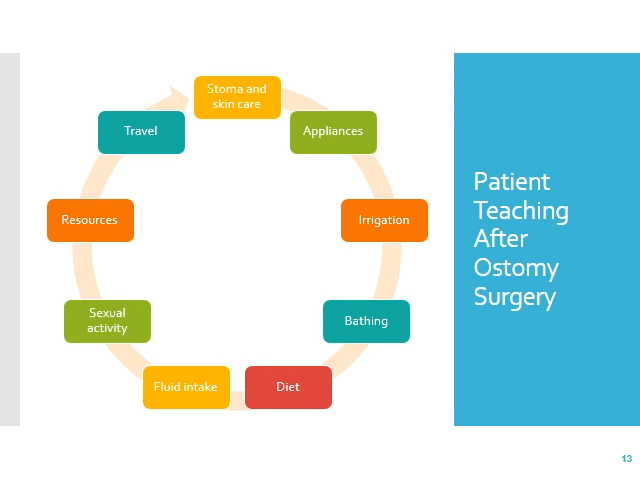 Stoma and
skin care
Appliances
Irrigation
Bathing
Diet
Fluid intake
Sexual
activity
Resources
Travel
Patient
Teaching
After
Ostomy
Surgery
13